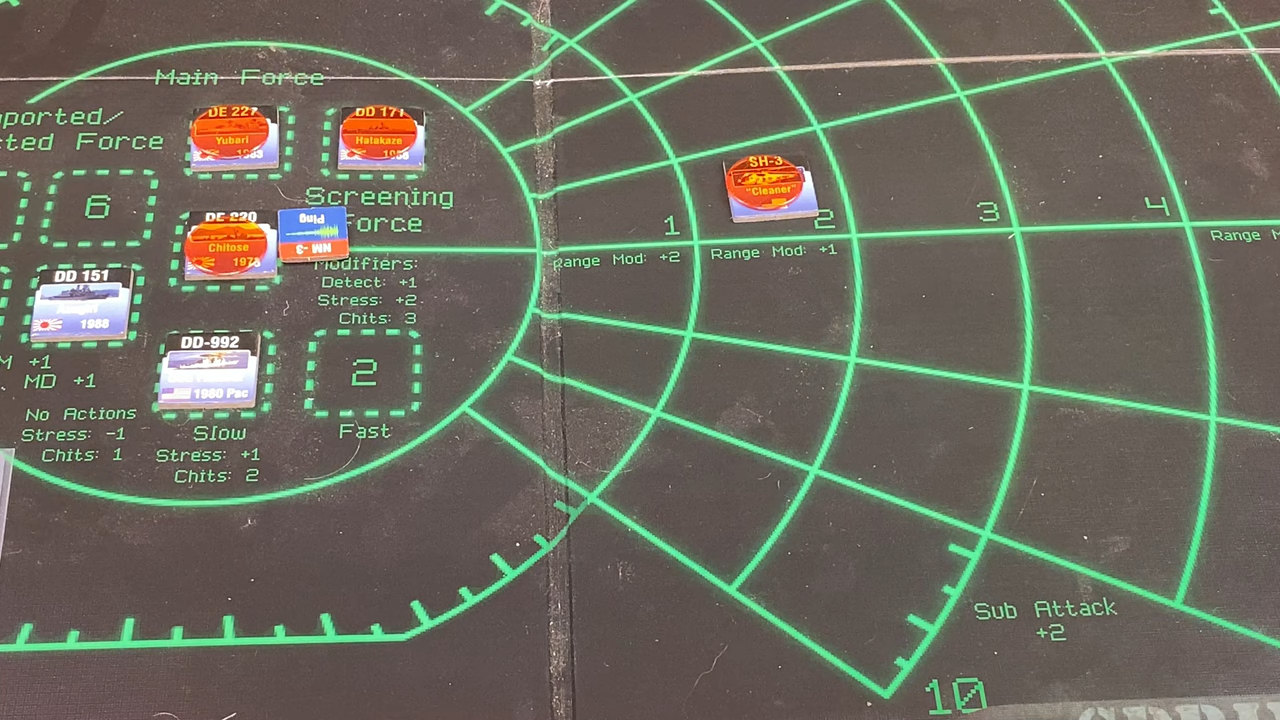 Main Force
ported/
ted Force
DE 227
Yubari
DD 171
Hatakaze
6
Screening
Force
DE 220
Chitose
Ping
NM -3
Modifiers:
Detect: +1
Stress: +2
Chits: 3
DD 151
1988
M +1
MD +1
DD-992
1980 Pac
2
No Actions
Stress: -1
Chits: 1
Slow
Stress: +1
Chits: 2
Fast
SH-3
"Cleaner"
1
2
3
4
Range Mod: +2
Range Mod: +1
Range M
Sub Attack
+2
10